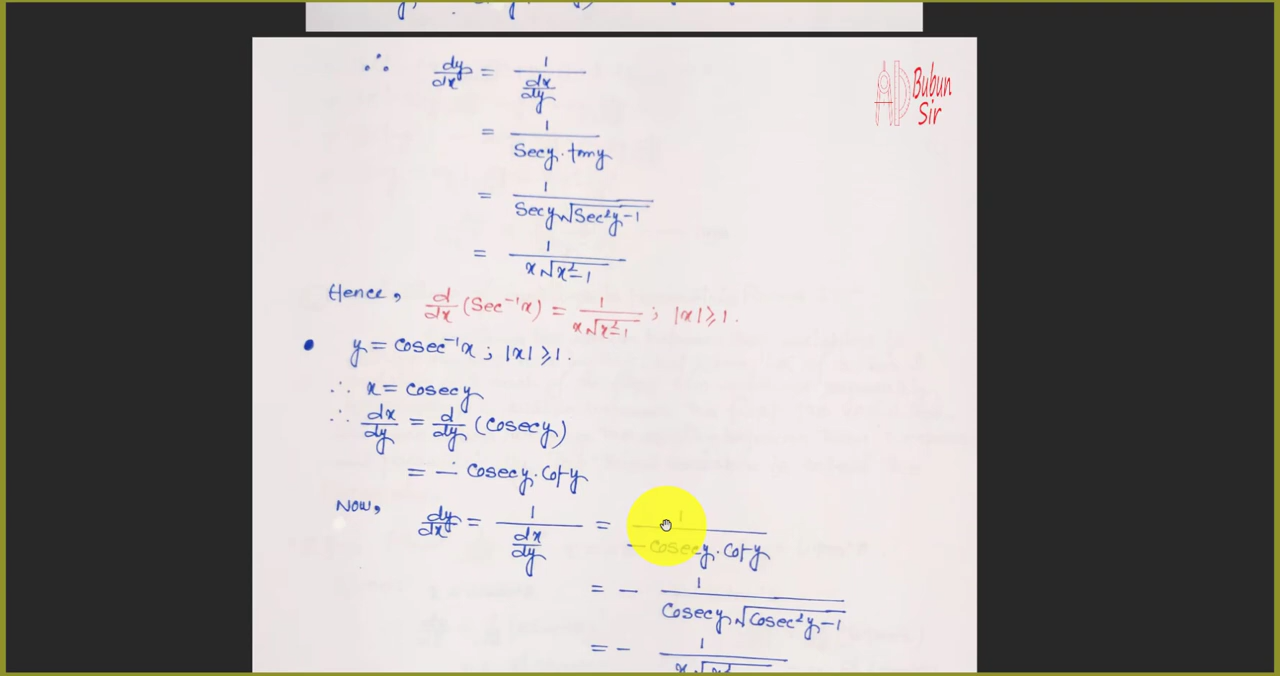 ∴ dy/dx = 1/(dx/dy)
= 1/(Secy.tany)
= 1/(Secy√(Sec²y-1))
= 1/(x√(x²-1))
Hence, d/dx (Sec⁻¹x) = 1/(x√(x²-1)) ; |x|≥1.
• y = Cosec⁻¹x ; |x|≥1.
∴ x = Cosecy
∴ dx/dy = d/dy (Cosecy)
= - Cosecy.Coty
Now, dy/dx = 1/(dx/dy) = 1/(-Cosecy.Coty)
= - 1/(Cosecy√(Cosec²y-1))
= - 1/(x√x²
Bubun
Sir